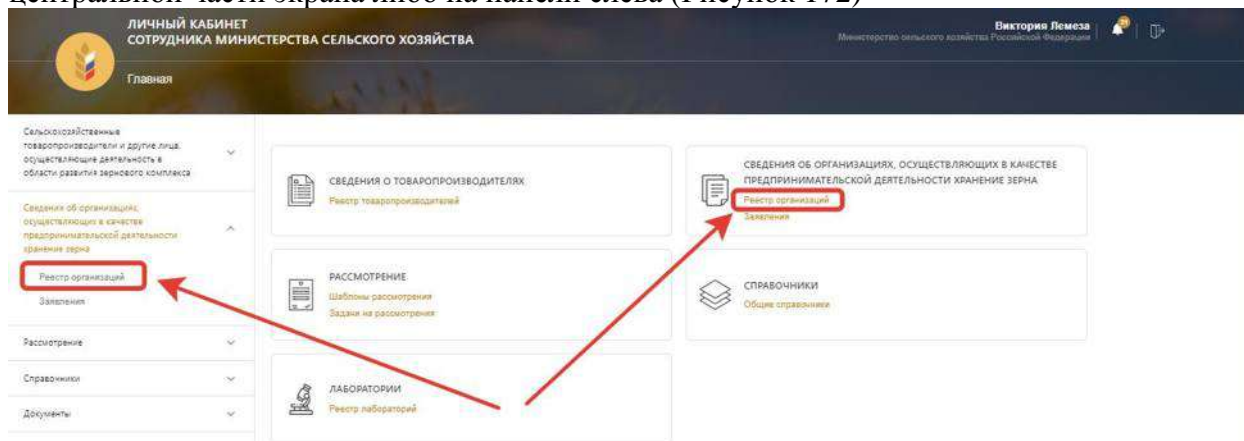 центральной части экрана либо на панели слева (Рисунок 172)
ЛИЧНЫЙ КАБИНЕТ
СОТРУДНИКА МИНИСТЕРСТВА СЕЛЬСКОГО ХОЗЯЙСТВА
Виктория Лемеза
Министерство сельского хозяйства Российской Федерации
Главная
Сельскохозяйственные
товаропроизводители и другие лица,
осуществляющие деятельность в
области развития зернового комплекса
Сведения об организациях,
осуществляющих в качестве
предпринимательской деятельности
хранение зерна
Реестр организаций
Заявления
Рассмотрение
Справочники
Документы
СВЕДЕНИЯ О ТОВАРОПРОИЗВОДИТЕЛЯХ
Реестр товаропроизводителей
СВЕДЕНИЯ ОБ ОРГАНИЗАЦИЯХ, ОСУЩЕСТВЛЯЮЩИХ В КАЧЕСТВЕ
ПРЕДПРИНИМАТЕЛЬСКОЙ ДЕЯТЕЛЬНОСТИ ХРАНЕНИЕ ЗЕРНА
Реестр организаций
Заявления
РАССМОТРЕНИЕ
Шаблоны рассмотрения
Задачи на рассмотрения
СПРАВОЧНИКИ
Общие справочники
ЛАБОРАТОРИИ
Реестр лабораторий